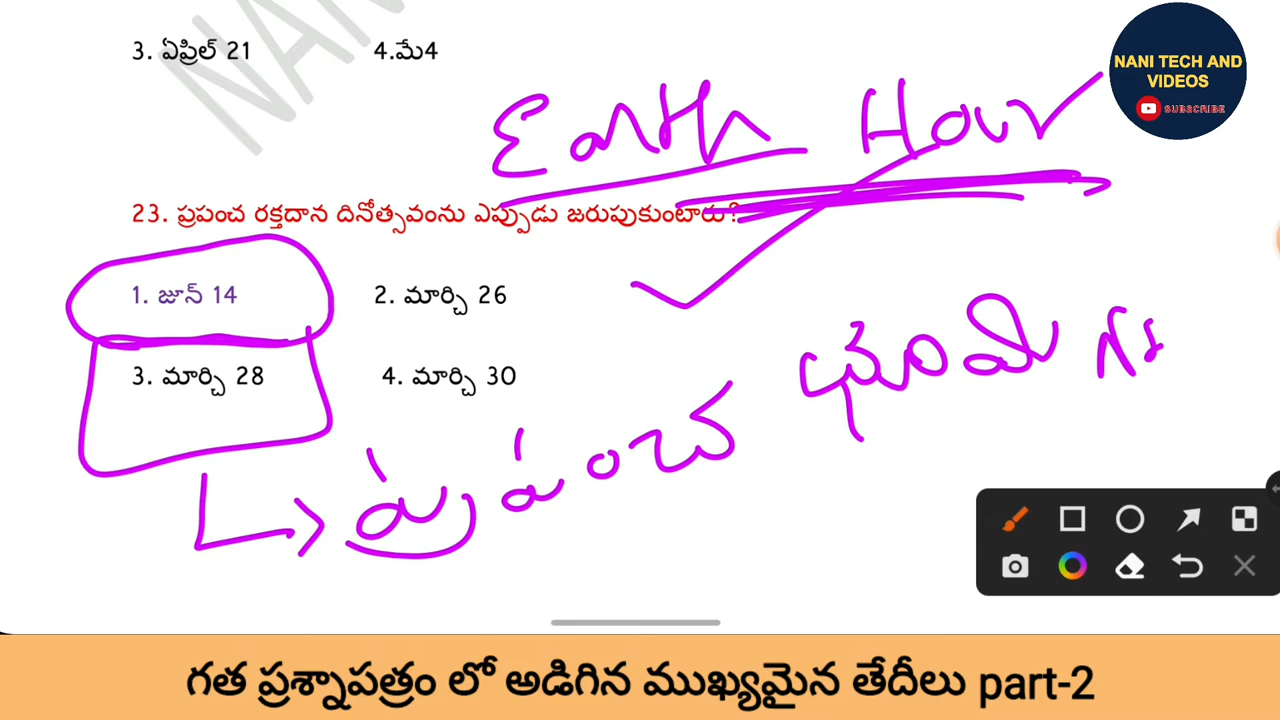 3. ఏప్రిల్ 21 4.మే4
NANI TECH AND
VIDEOS
SUBSCRIBE
Earth Hour
23. ప్రపంచ రక్తదాన దినోత్సవంను ఎప్పుడు జరుపుకుంటారు?
1. జూన్ 14 2. మార్చి 26
3. మార్చి 28 4. మార్చి 30
ప్రపంచ భూమి
గత ప్రశ్నాపత్రం లో అడిగిన ముఖ్యమైన తేదీలు part-2